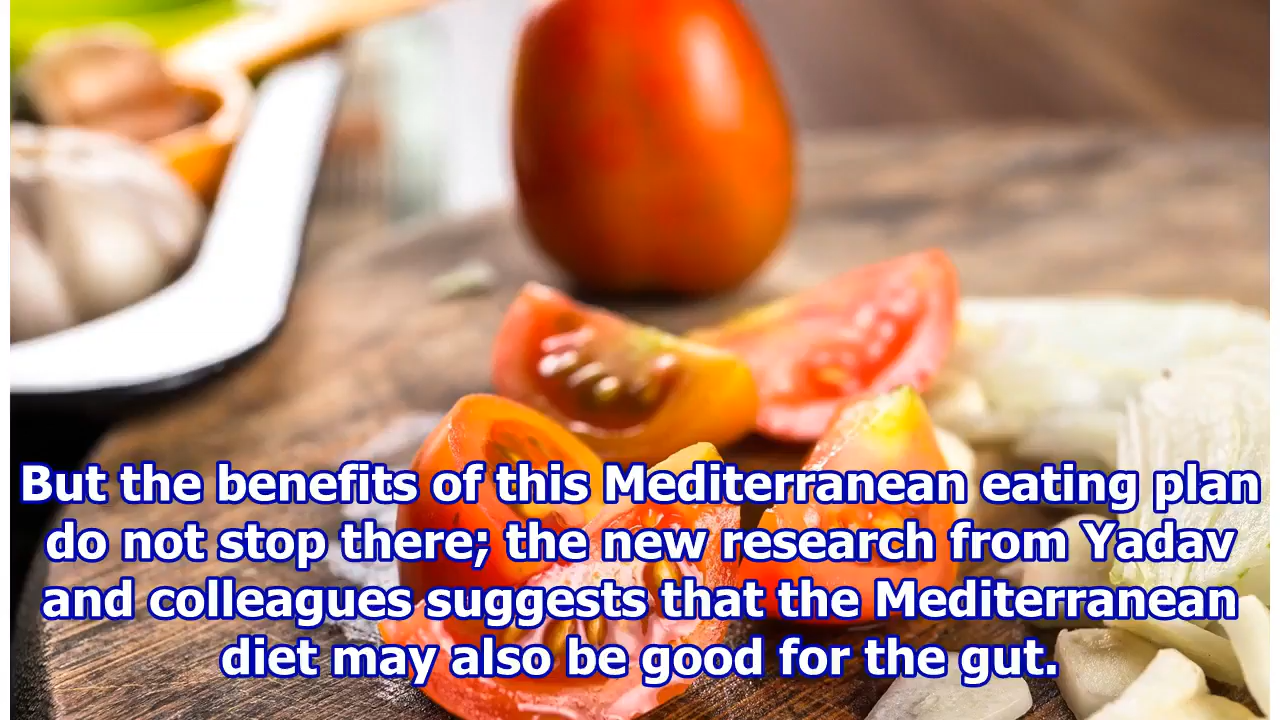 But the benefits of this Mediterranean eating plan
do not stop there; the new research from Yadav
and colleagues suggests that the Mediterranean
diet may also be good for the gut.